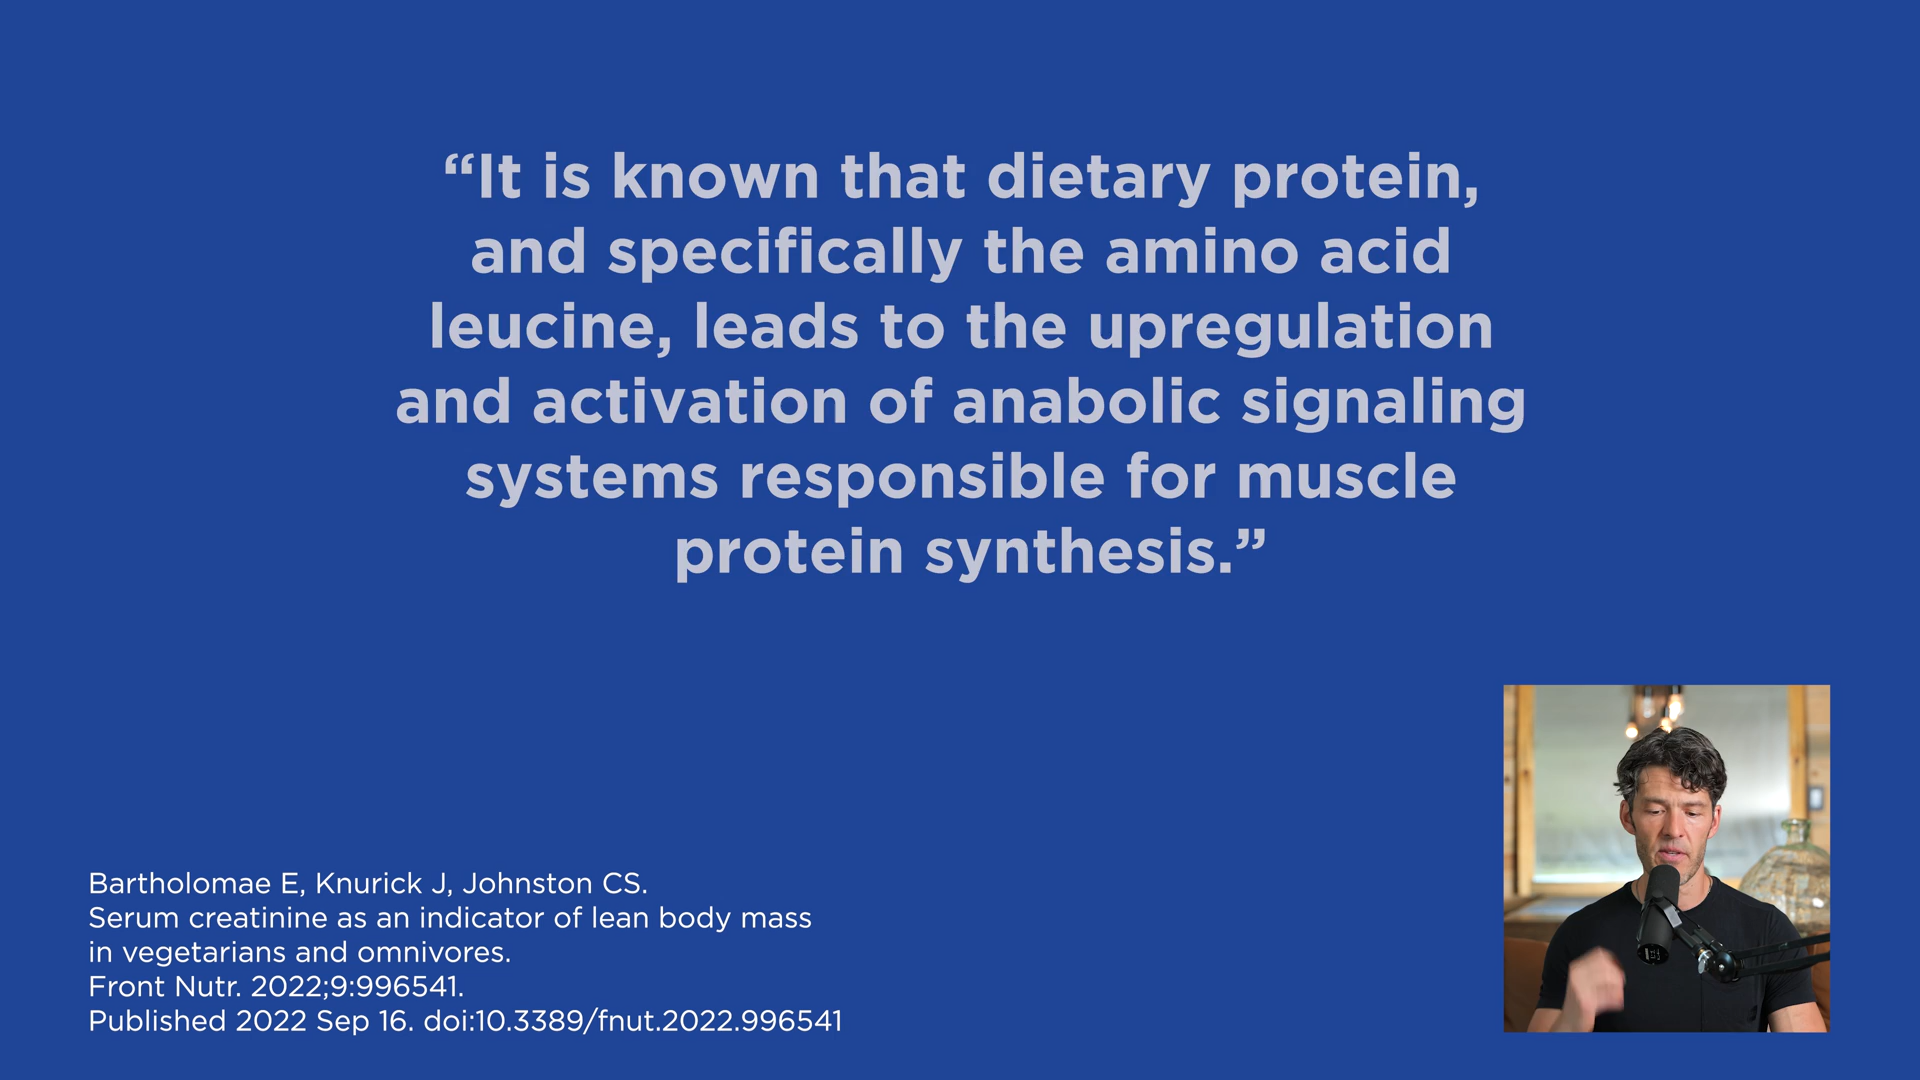 “It is known that dietary protein,
and specifically the amino acid
leucine, leads to the upregulation
and activation of anabolic signaling
systems responsible for muscle
protein synthesis.”
Bartholomae E, Knurick J, Johnston CS.
Serum creatinine as an indicator of lean body mass
in vegetarians and omnivores.
Front Nutr. 2022;9:996541.
Published 2022 Sep 16. doi:10.3389/fnut.2022.996541